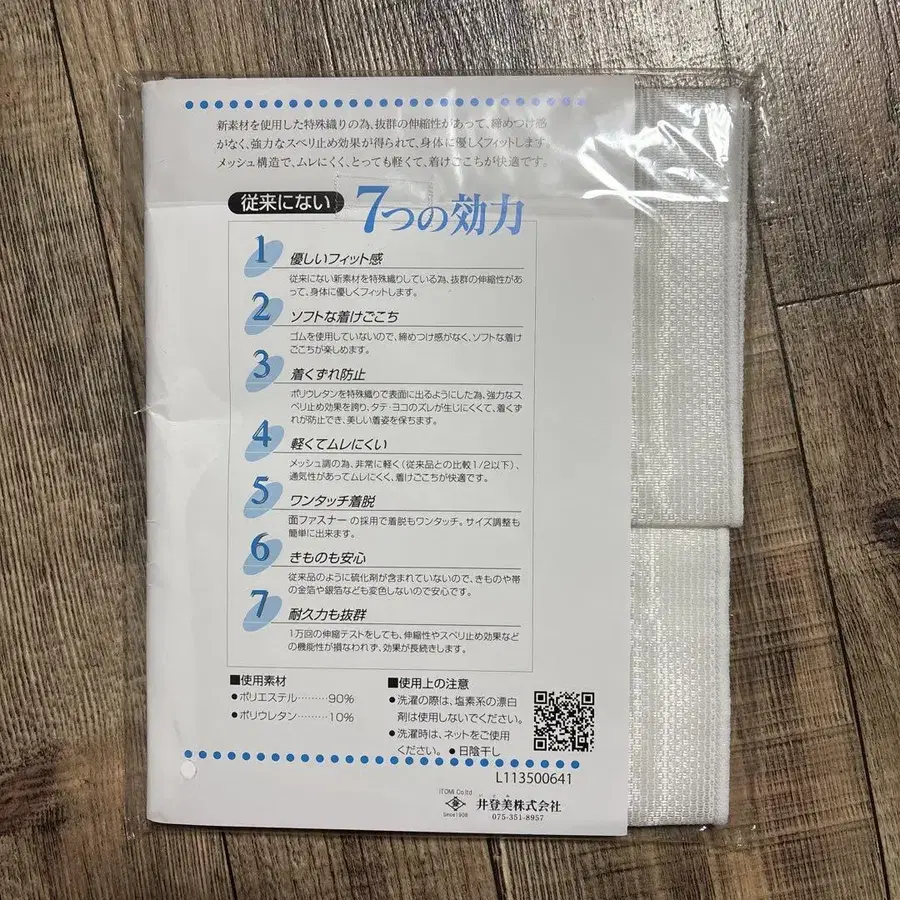 新素材を使用した特殊織りの為、抜群の伸縮性があって、締めつけ感
がなく、強力なスベリ止め効果が得られて、身体に優しくフィットします。
メッシュ構造で、ムレにくく、とっても軽くて、着けごこちが快適です。
従来にない 7つの効力
1 優しいフィット感
従来にない新素材を特殊織りしている為、抜群の伸縮性があ
って、身体に優しくフィットします。
2 ソフトな着けごこち
ゴムを使用していないので、締めつけ感がなく、ソフトな着け
ごこちが楽しめます。
3 着くずれ防止
ポリウレタンを特殊織りで表面に出るようにした為、強力なス
ベリ止め効果を誇り、タテ・ヨコのズレが生じにくくて、着くず
れが防止でき、美しい着姿を保ちます。
4 軽くてムレにくい
メッシュ調の為、非常に軽く(従来品との比較1/2以下)、
通気性があってムレにくく、着けごこちが快適です。
5 ワンタッチ着脱
面ファスナーの採用で着脱もワンタッチ。サイズ調整も
簡単に出来ます。
6 きものも安心
従来品のように硫化剤が含まれていないので、きものや帯
の金箔や銀箔なども変色しないので安心です。
7 耐久力も抜群
1万回の伸縮テストをしても、伸縮性やスベリ止め効果など
の機能性が損なわれず、効果が長続きします。
■使用素材
●ポリエステル………90%
●ポリウレタン………10%
■使用上の注意
●洗濯の際は、塩素系の漂白
剤は使用しないでください。
●洗濯時は、ネットをご使用
ください。 ●日陰干し
L113500641
ITOMI Co.,ltd
Since1908
いとみ
井登美株式会社
075-351-8957